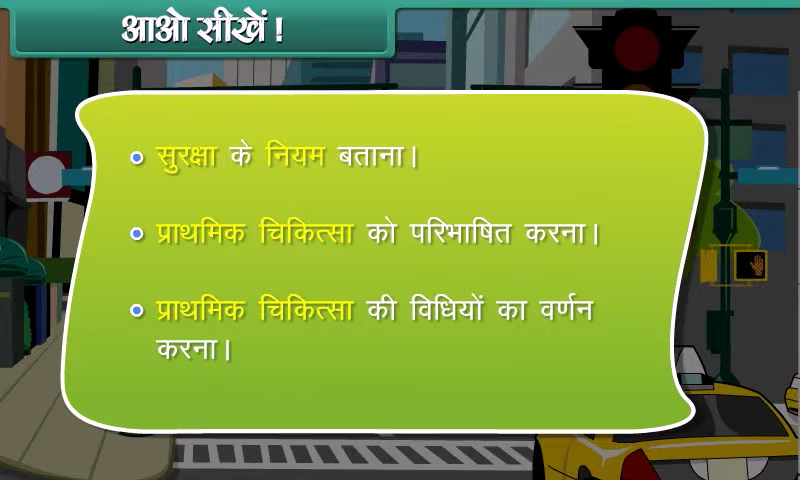 आओ सीखें!
सुरक्षा के नियम बताना।
प्राथमिक चिकित्सा को परिभाषित करना।
प्राथमिक चिकित्सा की विधियों का वर्णन
करना।